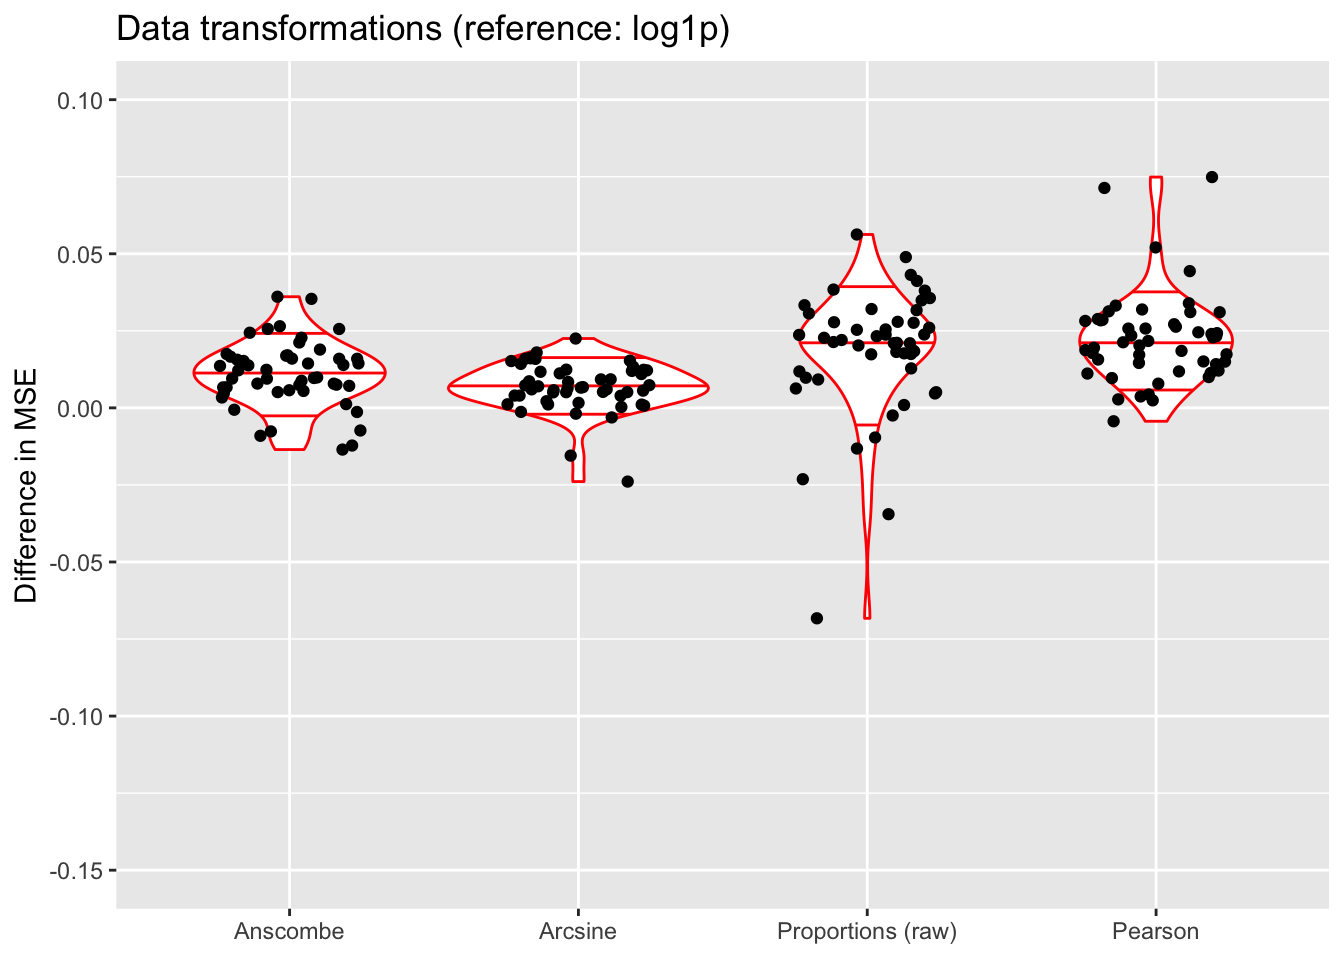 Data transformations (reference: log1p)
Difference in MSE
0.10
0.05
0.00
-0.05
-0.10
-0.15
Anscombe Arcsine Proportions (raw) Pearson